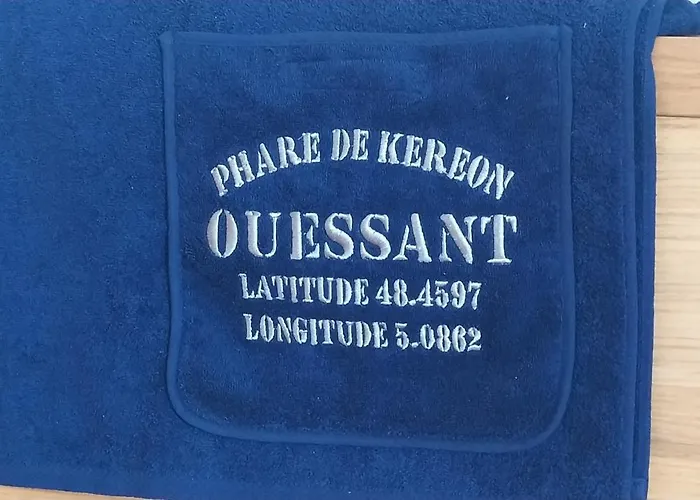 PHARE DE KEREON
OUESSANT
LATITUDE 48.4597
LONGITUDE 5.0862